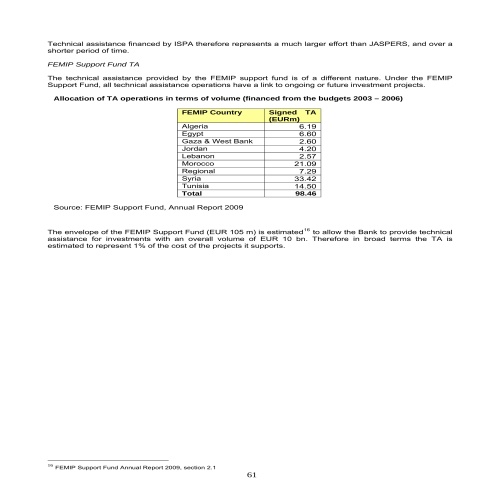 Technical assistance financed by ISPA therefore represents a much larger effort than JASPERS, and over a
shorter period of time.
FEMIP Support Fund TA
The technical assistance provided by the FEMIP support fund is of a different nature. Under the FEMIP
Support Fund, all technical assistance operations have a link to ongoing or future investment projects.
Allocation of TA operations in terms of volume (financed from the budgets 2003 – 2006)
FEMIP Country Signed TA
(EURm)
Algeria 6.19
Egypt 6.60
Gaza & West Bank 2.60
Jordan 4.20
Lebanon 2.57
Morocco 21.09
Regional 7.29
Syria 33.42
Tunisia 14.50
Total 98.46
Source: FEMIP Support Fund, Annual Report 2009
The envelope of the FEMIP Support Fund (EUR 105 m) is estimated16 to allow the Bank to provide technical
assistance for investments with an overall volume of EUR 10 bn. Therefore in broad terms the TA is
estimated to represent 1% of the cost of the projects it supports.
16 FEMIP Support Fund Annual Report 2009, section 2.1
61